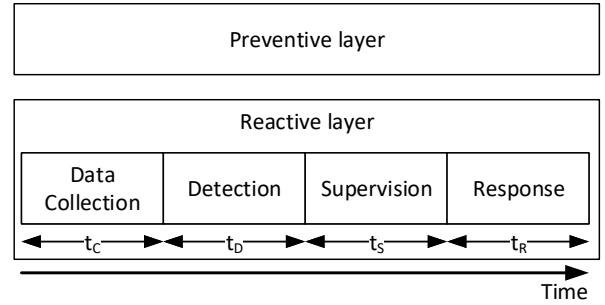 Preventive layer
Reactive layer
Data
Collection
Detection
Supervision
Response
tC
tD
tS
tR
Time